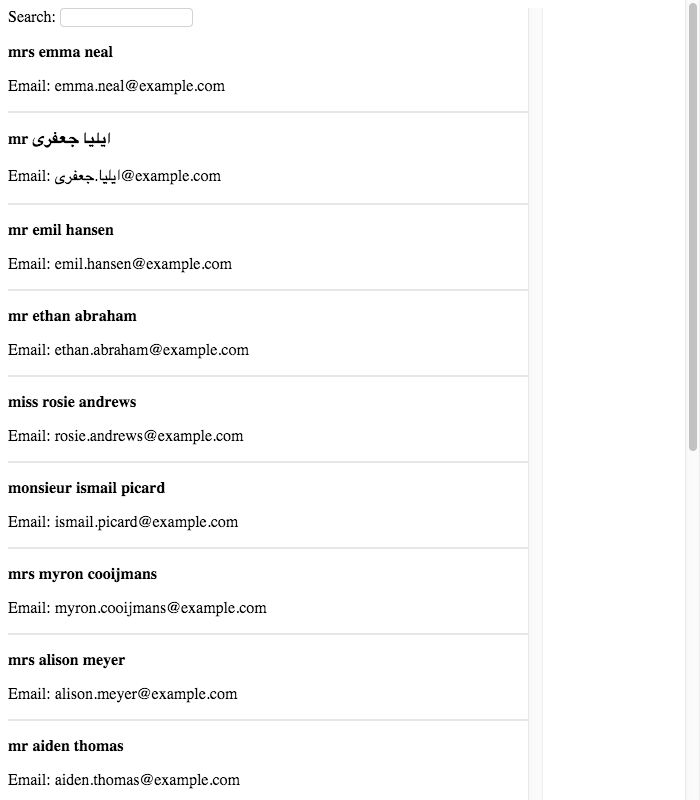 Search:
mrs emma neal
Email: emma.neal@example.com
mr ایلیا جعفری
Email: ایلیا.جعفری@example.com
mr emil hansen
Email: emil.hansen@example.com
mr ethan abraham
Email: ethan.abraham@example.com
miss rosie andrews
Email: rosie.andrews@example.com
monsieur ismail picard
Email: ismail.picard@example.com
mrs myron cooijmans
Email: myron.cooijmans@example.com
mrs alison meyer
Email: alison.meyer@example.com
mr aiden thomas
Email: aiden.thomas@example.com